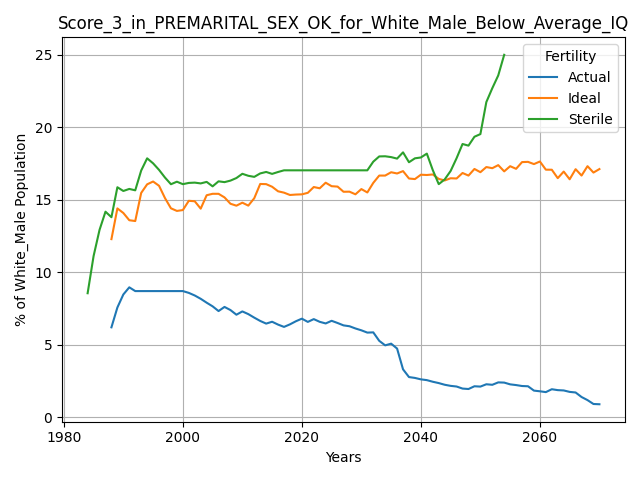 Score_3_in_PREMARITAL_SEX_OK_for_White_Male_Below_Average_IQ
Fertility
Actual
Ideal
Sterile
% of White_Male Population
25
20
15
10
5
0
1980 2000 2020 2040 2060
Years